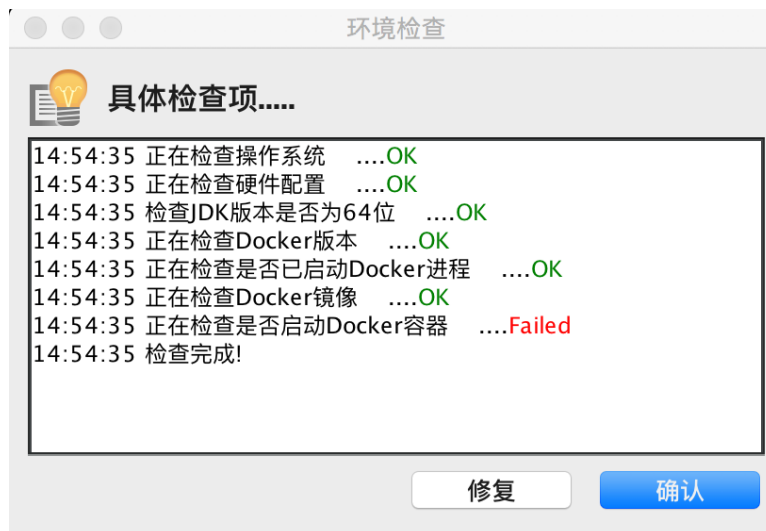 环境检查
具体检查项.....
14:54:35 正在检查操作系统 ....OK
14:54:35 正在检查硬件配置 ....OK
14:54:35 检查JDK版本是否为64位 ....OK
14:54:35 正在检查Docker版本 ....OK
14:54:35 正在检查是否已启动Docker进程 ....OK
14:54:35 正在检查Docker镜像 ....OK
14:54:35 正在检查是否启动Docker容器 ....Failed
14:54:35 检查完成!
修复 确认